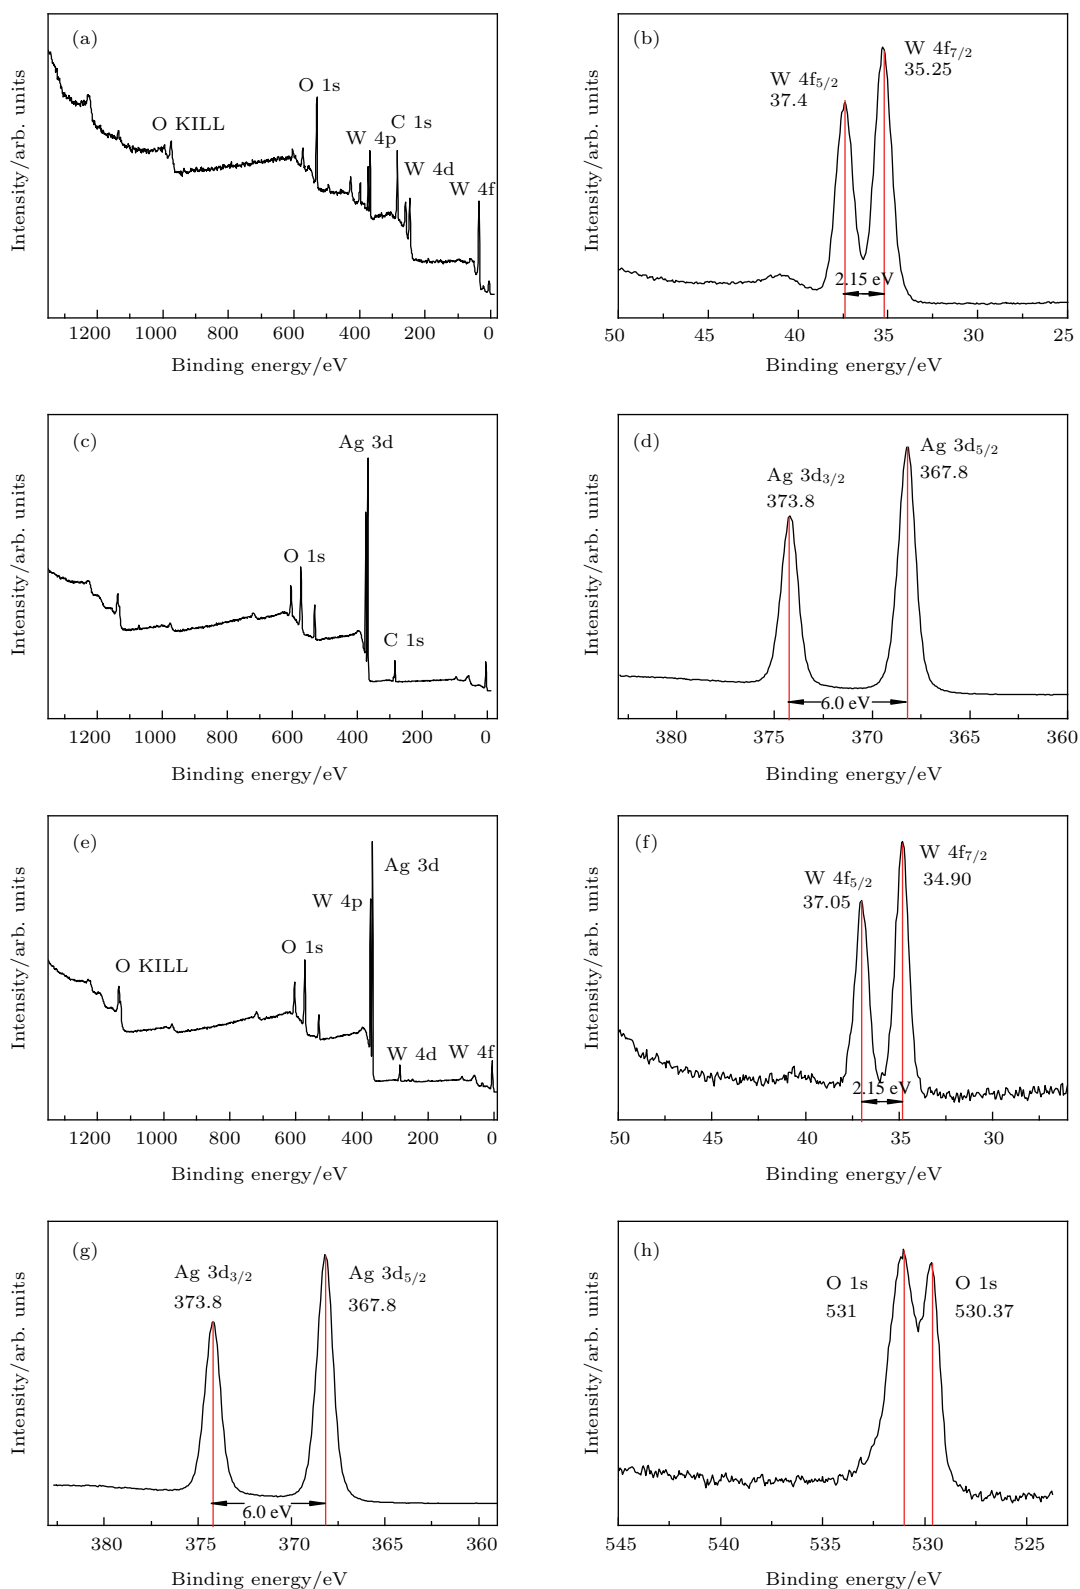 (a)
O 1s
O KILL
W 4p
C 1s
W 4d
W 4f
Intensity/arb. units
1200 1000 800 600 400 200 0
Binding energy/eV
(b)
W 4f7/2
35.25
W 4f5/2
37.4
2.15 eV
Intensity/arb. units
50 45 40 35 30 25
Binding energy/eV
(c)
Ag 3d
O 1s
C 1s
Intensity/arb. units
1200 1000 800 600 400 200 0
Binding energy/eV
(d)
Ag 3d5/2
367.8
Ag 3d3/2
373.8
6.0 eV
Intensity/arb. units
380 375 370 365 360
Binding energy/eV
(e)
Ag 3d
W 4p
O 1s
O KILL
W 4d
W 4f
Intensity/arb. units
1200 1000 800 600 400 200 0
Binding energy/eV
(f)
W 4f7/2
34.90
W 4f5/2
37.05
2.15 eV
Intensity/arb. units
50 45 40 35 30
Binding energy/eV
(g)
Ag 3d3/2
373.8
Ag 3d5/2
367.8
6.0 eV
Intensity/arb. units
380 375 370 365 360
Binding energy/eV
(h)
O 1s
531
O 1s
530.37
Intensity/arb. units
545 540 535 530 525
Binding energy/eV